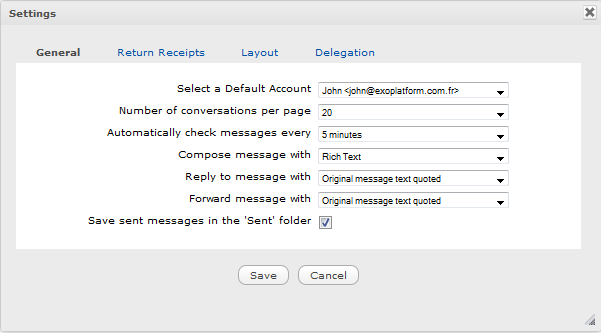 Settings
General Return Receipts Layout Delegation
Select a Default Account John <john@exoplatform.com.fr>
Number of conversations per page 20
Automatically check messages every 5 minutes
Compose message with Rich Text
Reply to message with Original message text quoted
Forward message with Original message text quoted
Save sent messages in the 'Sent' folder
Save Cancel